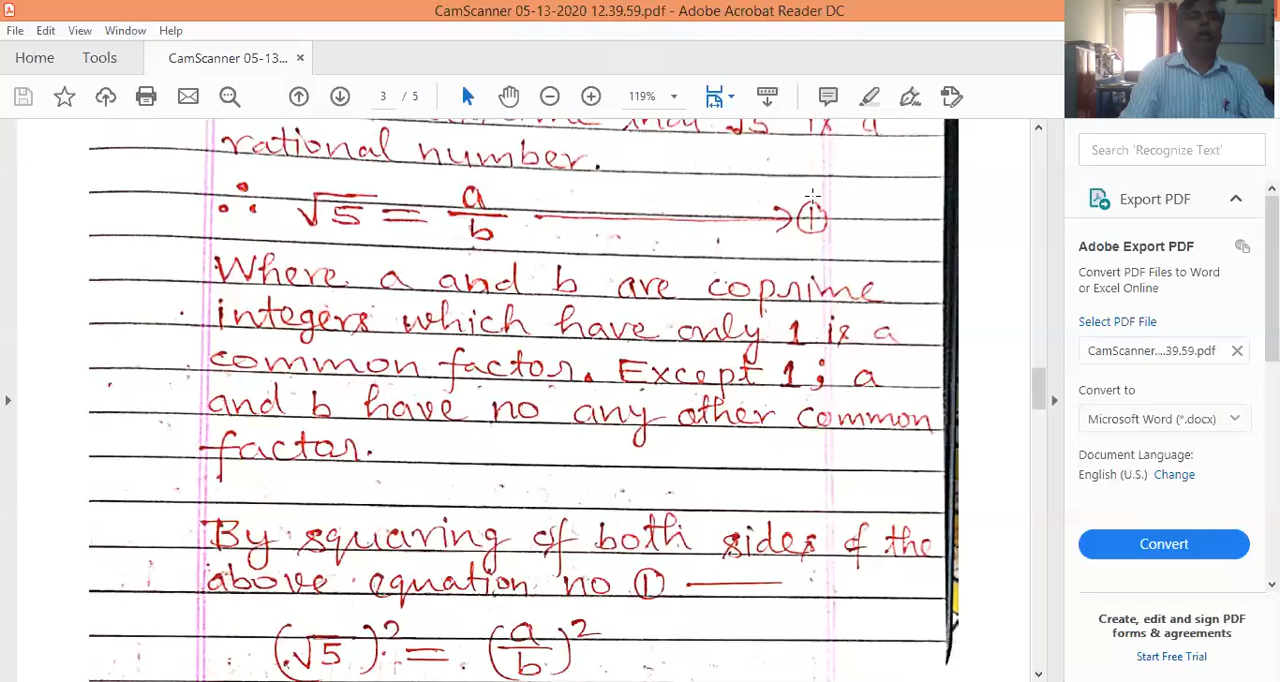 CamScanner 05-13-2020 12.39.59.pdf - Adobe Acrobat Reader DC
File Edit View Window Help
Home Tools CamScanner 05-13... ×
3 / 5 119%
is a
rational number.
∴ √5 = a/b → ①
Where a and b are coprime
integers which have only 1 is a
common factor. Except 1; a
and b have no any other common
factor.
By squaring of both sides of the
above equation no ① —
(√5)² = (a/b)²
Search 'Recognize Text'
Export PDF
Adobe Export PDF
Convert PDF Files to Word
or Excel Online
Select PDF File
CamScanner....39.59.pdf ×
Convert to
Microsoft Word (*.docx)
Document Language:
English (U.S.) Change
Convert
Create, edit and sign PDF
forms & agreements
Start Free Trial